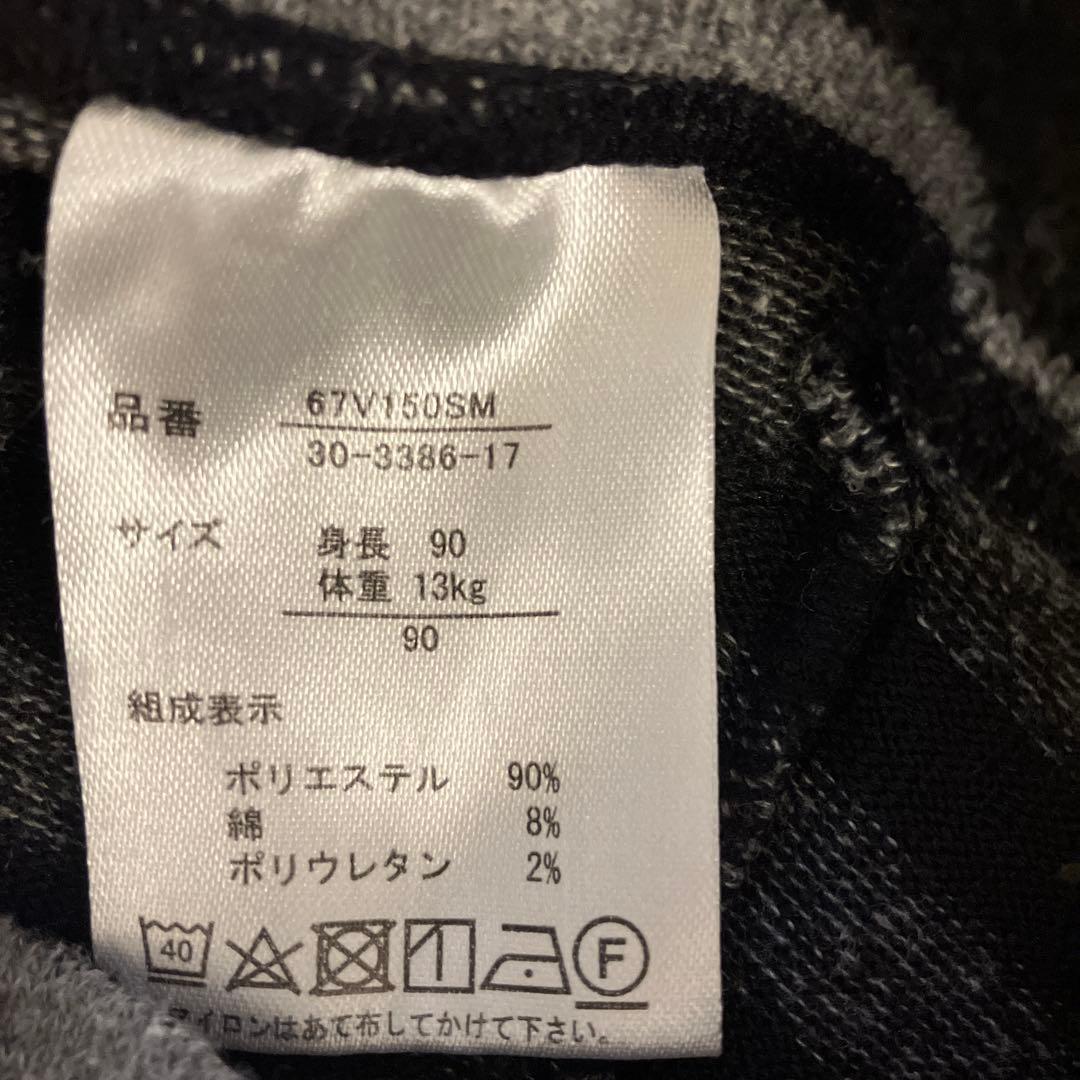 品番 67V150SM
30-3386-17
サイズ 身長 90
体重 13kg
90
組成表示
ポリエステル 90%
綿 8%
ポリウレタン 2%
40 F
アイロンはあて布してかけて下さい。